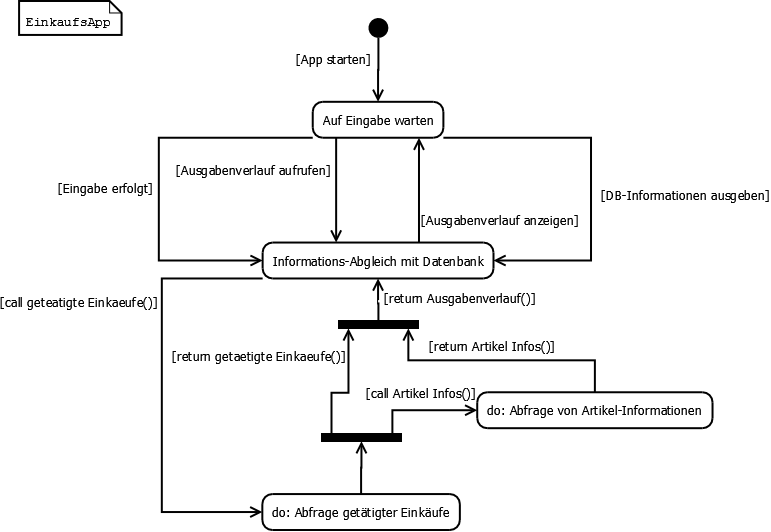 EinkaufsApp
[App starten]
Auf Eingabe warten
[Ausgabenverlauf aufrufen]
[Eingabe erfolgt]
[DB-Informationen ausgeben]
[Ausgabenverlauf anzeigen]
Informations-Abgleich mit Datenbank
[call geteatigte Einkaeufe()]
[return Ausgabenverlauf()]
[return getaetigte Einkaeufe()]
[return Artikel Infos()]
[call Artikel Infos()]
do: Abfrage von Artikel-Informationen
do: Abfrage getätigter Einkäufe